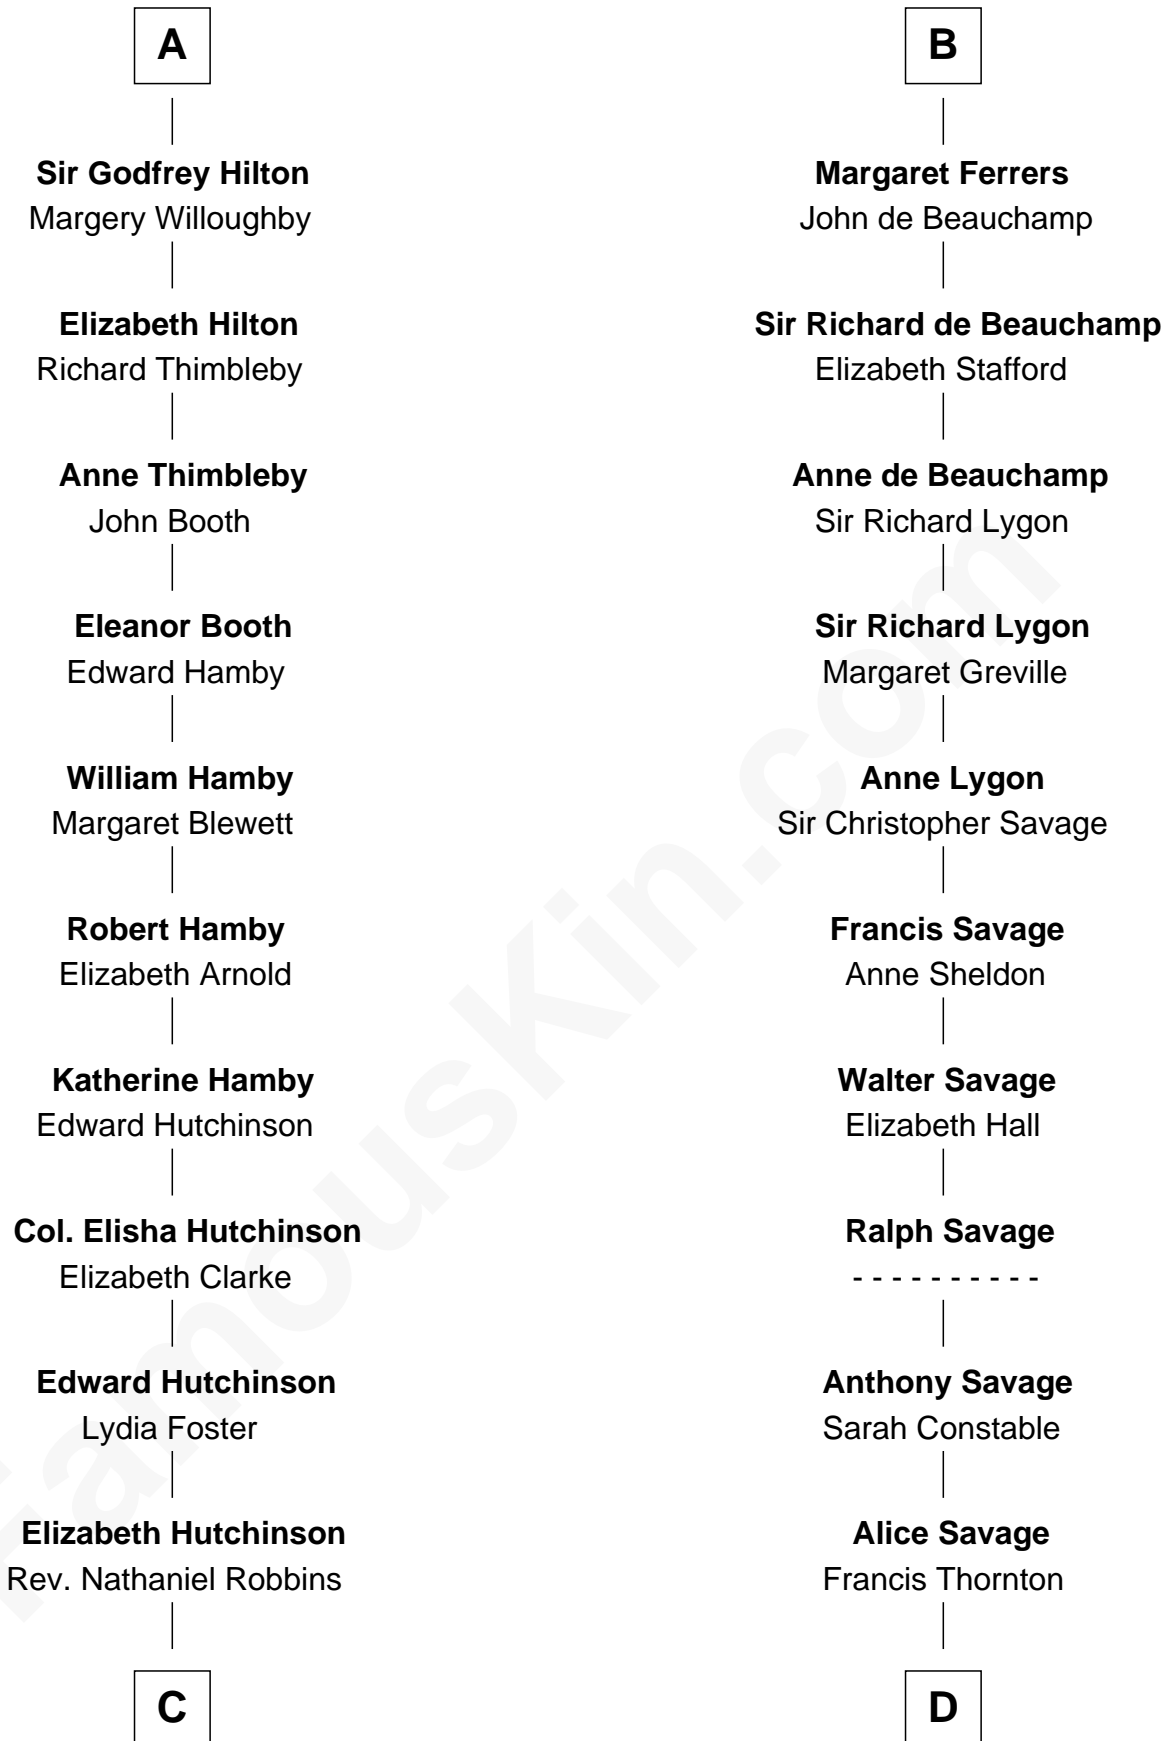 A
Sir Godfrey Hilton
Margery Willoughby
Elizabeth Hilton
Richard Thimbleby
Anne Thimbleby
John Booth
Eleanor Booth
Edward Hamby
William Hamby
Margaret Blewett
Robert Hamby
Elizabeth Arnold
Katherine Hamby
Edward Hutchinson
Col. Elisha Hutchinson
Elizabeth Clarke
Edward Hutchinson
Lydia Foster
Elizabeth Hutchinson
Rev. Nathaniel Robbins
C
B
Margaret Ferrers
John de Beauchamp
Sir Richard de Beauchamp
Elizabeth Stafford
Anne de Beauchamp
Sir Richard Lygon
Sir Richard Lygon
Margaret Greville
Anne Lygon
Sir Christopher Savage
Francis Savage
Anne Sheldon
Walter Savage
Elizabeth Hall
Ralph Savage
- - - - - - - - - -
Anthony Savage
Sarah Constable
Alice Savage
Francis Thornton
D
FamousKin.com